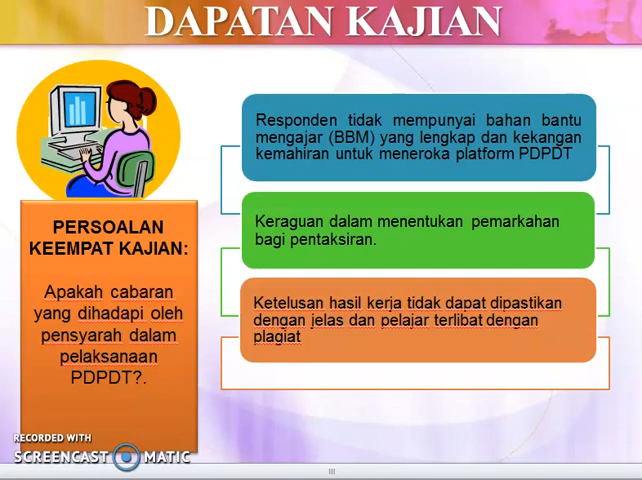 DAPATAN KAJIAN
PERSOALAN
KEEMPAT KAJIAN:
Apakah cabaran
yang dihadapi oleh
pensyarah dalam
pelaksanaan
PDPDT?.
Responden tidak mempunyai bahan bantu
mengajar (BBM) yang lengkap dan kekangan
kemahiran untuk meneroka platform PDPDT
Keraguan dalam menentukan pemarkahan
bagi pentaksiran.
Ketelusan hasil kerja tidak dapat dipastikan
dengan jelas dan pelajar terlibat dengan
plagiat
RECORDED WITH
SCREENCAST MATIC